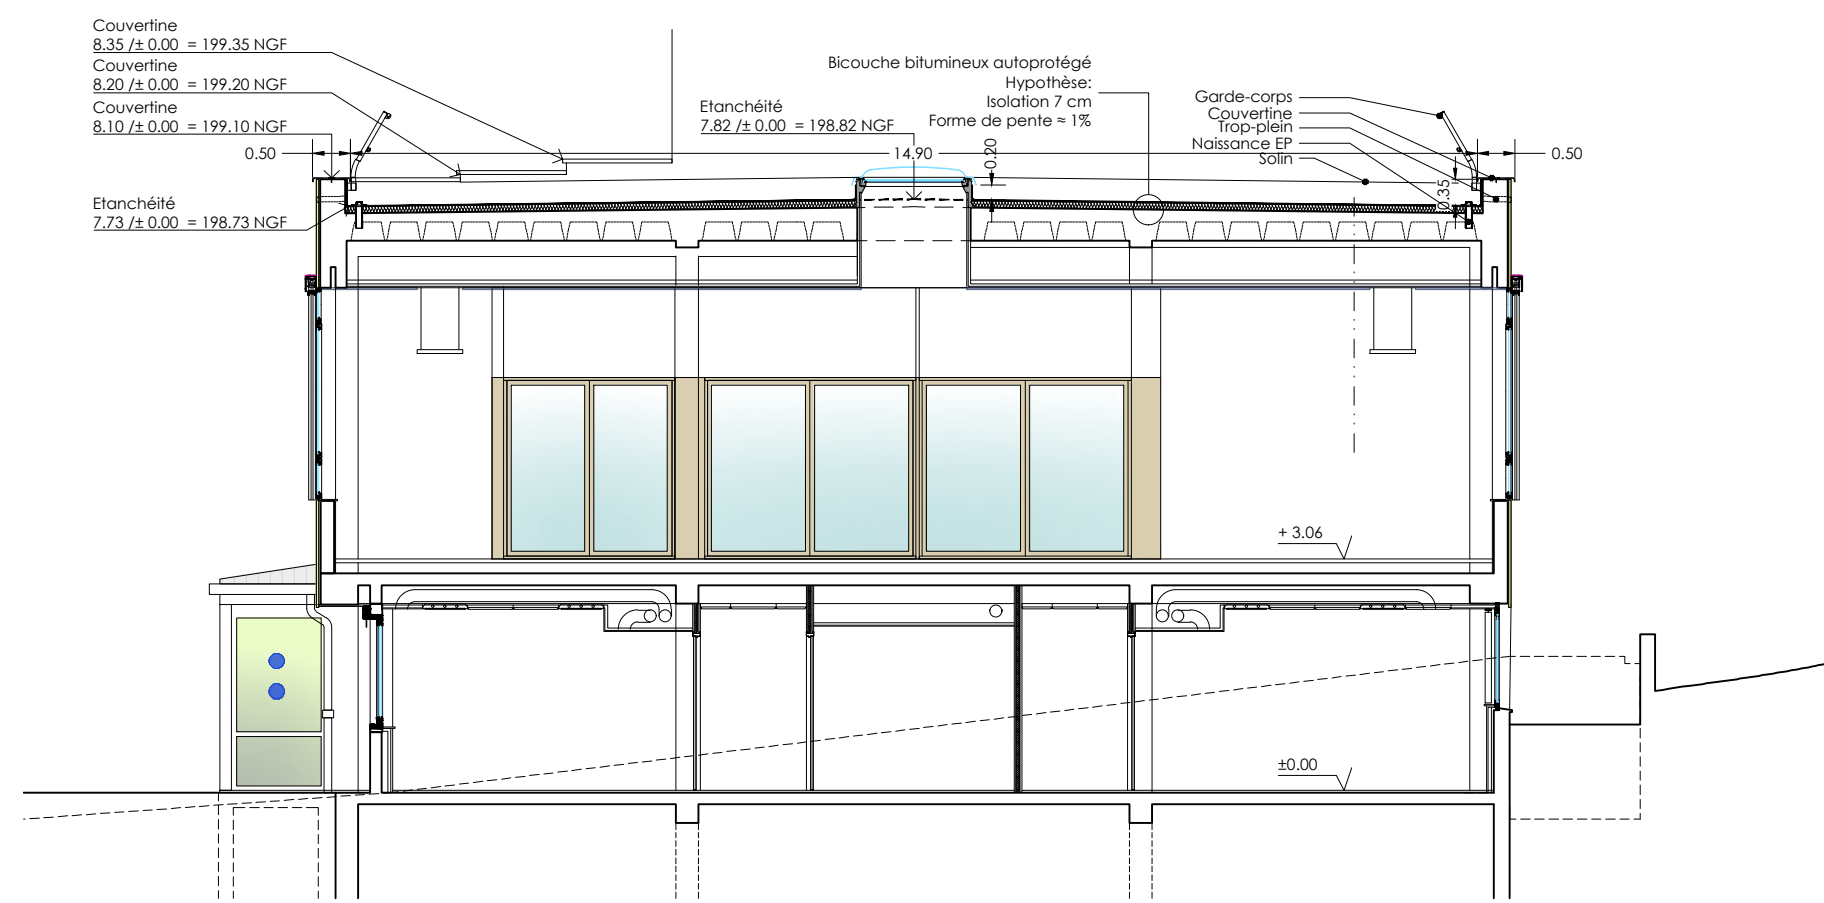 Couvertine
8.35 /± 0.00 = 199.35 NGF
Couvertine
8.20 /± 0.00 = 199.20 NGF
Couvertine
8.10 /± 0.00 = 199.10 NGF
0.50
Etanchéité
7.73 /± 0.00 = 198.73 NGF
Etanchéité
7.82 /± 0.00 = 198.82 NGF
14.90
Bicouche bitumineux autoprotégé
Hypothèse:
Isolation 7 cm
Forme de pente ≈ 1%
0.20
Garde-corps
Couvertine
Trop-plein
Naissance EP
Solin
0.35
0.50
+ 3.06
±0.00